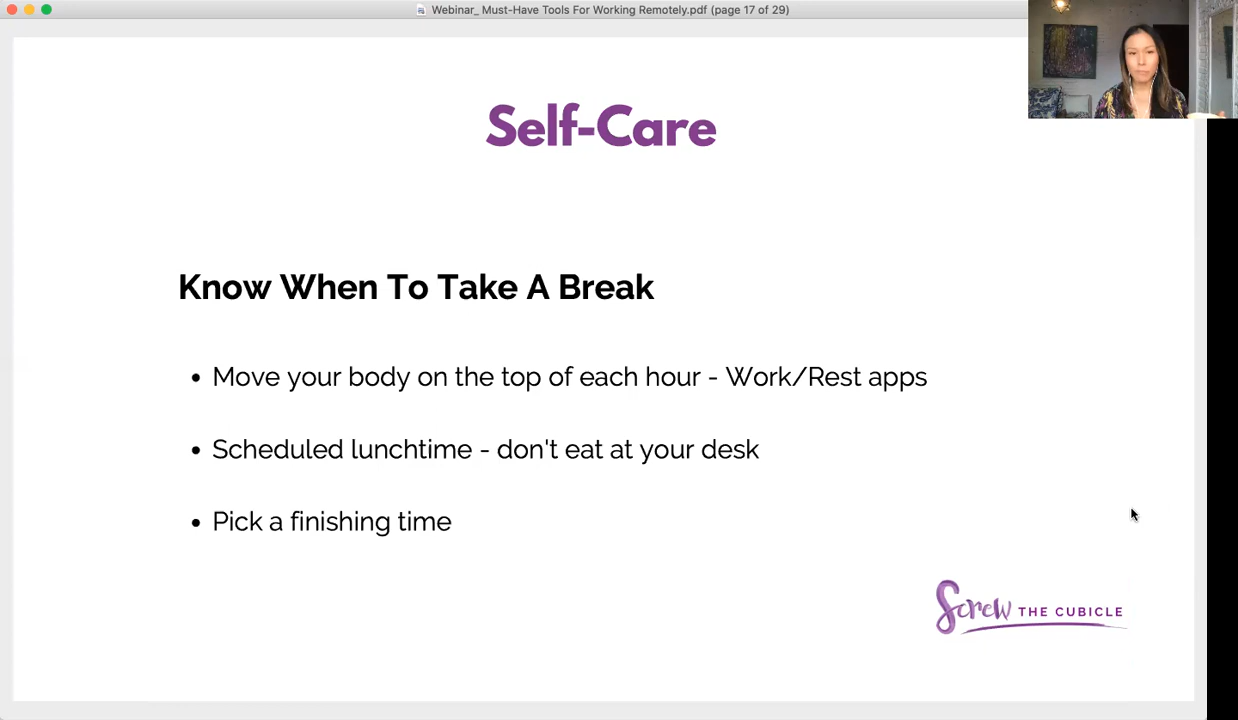 Webinar_ Must-Have Tools For Working Remotely.pdf (page 17 of 29)
Self-Care
Know When To Take A Break
• Move your body on the top of each hour - Work/Rest apps
• Scheduled lunchtime - don't eat at your desk
• Pick a finishing time
Screw THE CUBICLE